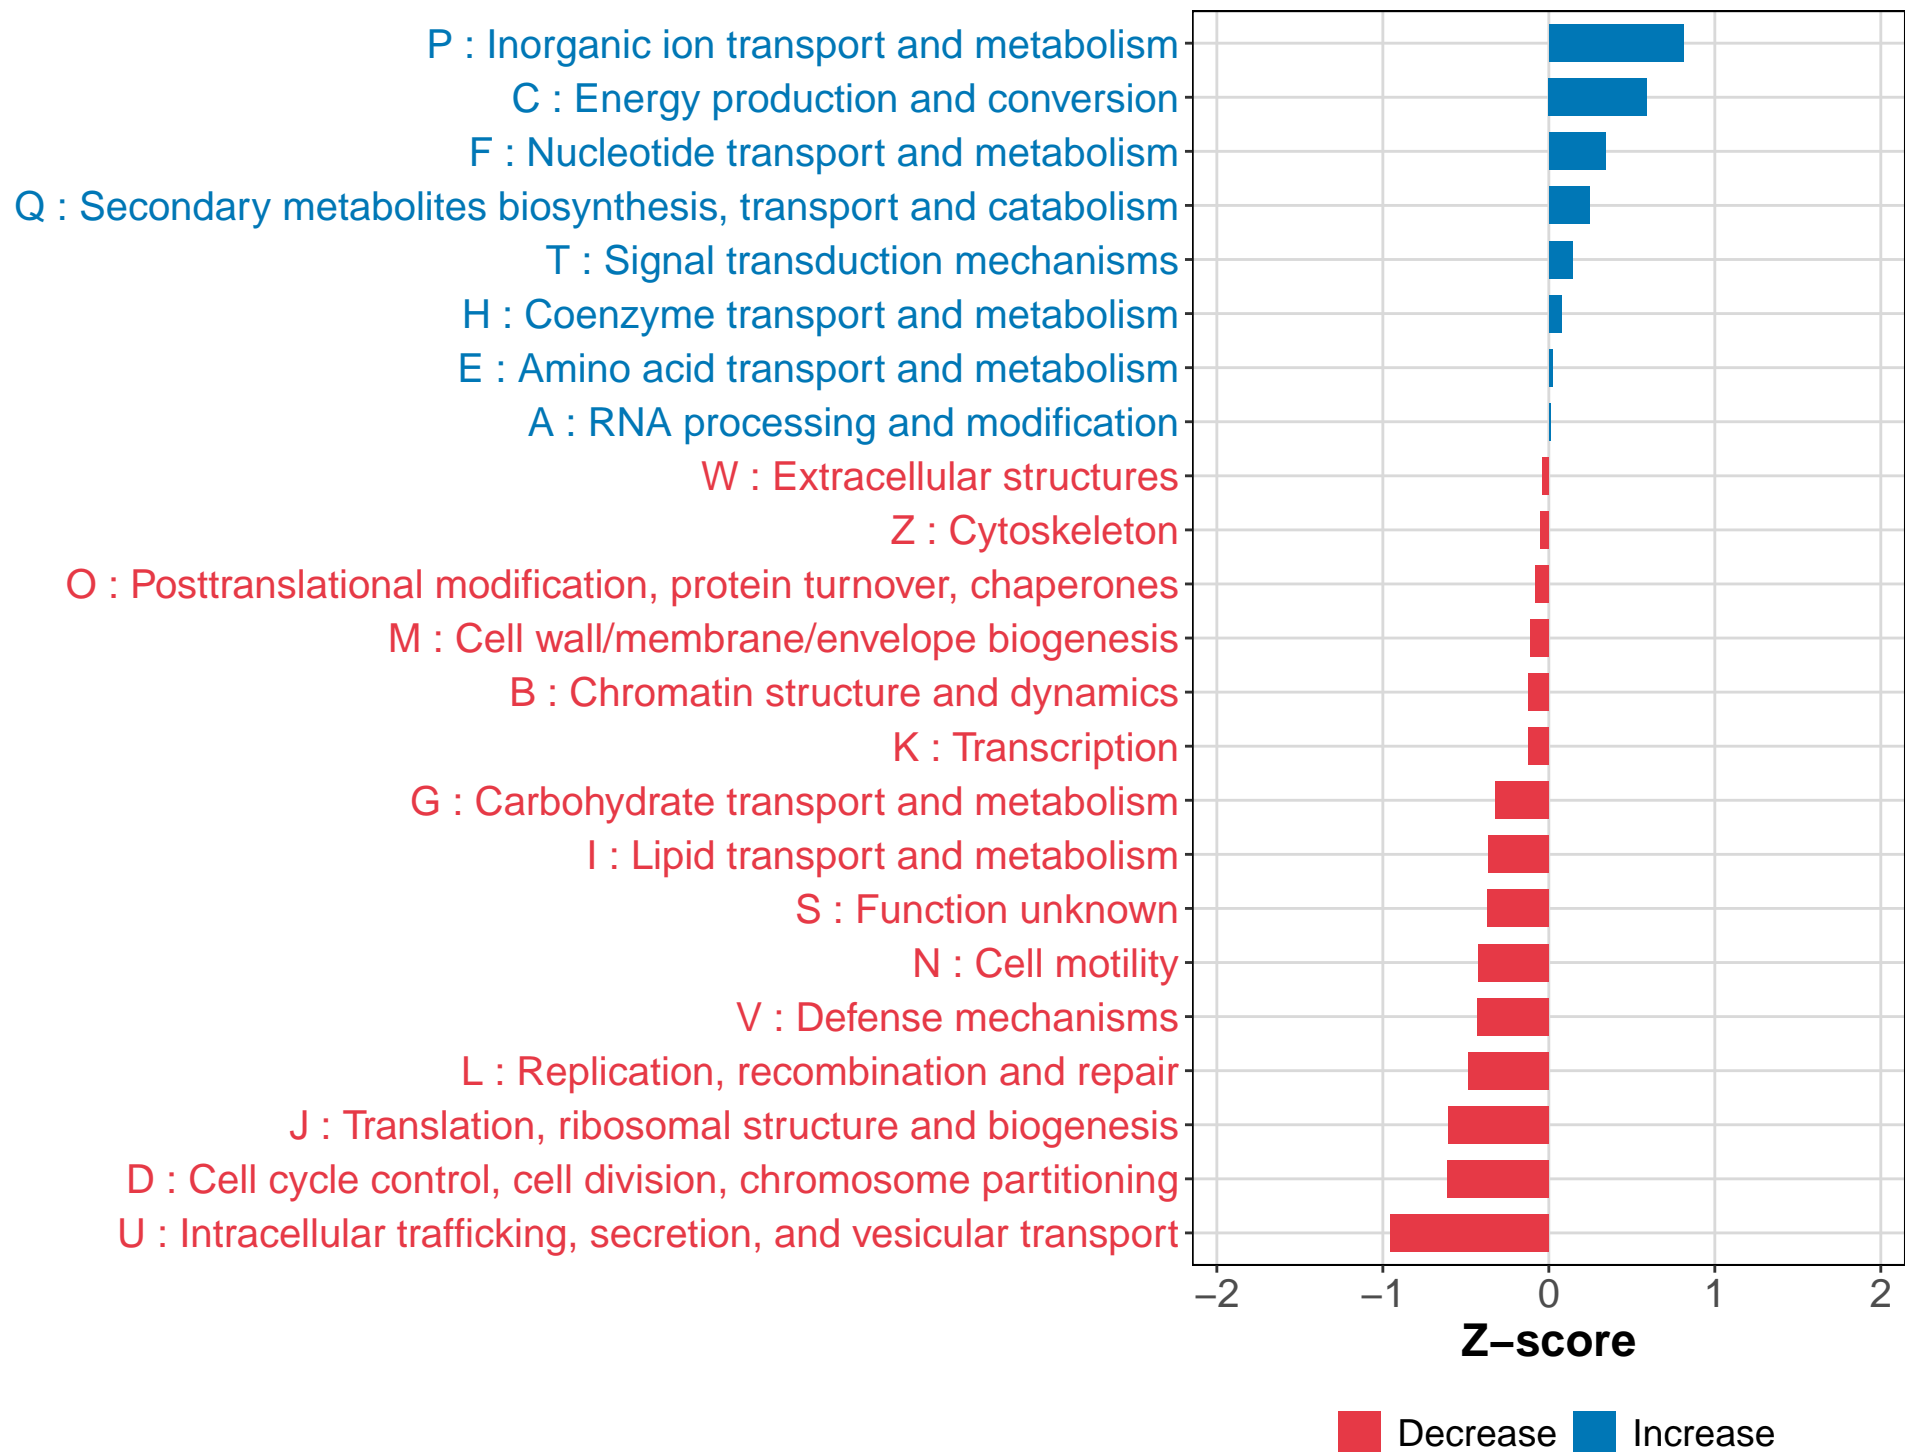 P : Inorganic ion transport and metabolism
C : Energy production and conversion
F : Nucleotide transport and metabolism
Q : Secondary metabolites biosynthesis, transport and catabolism
T : Signal transduction mechanisms
H : Coenzyme transport and metabolism
E : Amino acid transport and metabolism
A : RNA processing and modification
W : Extracellular structures
Z : Cytoskeleton
O : Posttranslational modification, protein turnover, chaperones
M : Cell wall/membrane/envelope biogenesis
B : Chromatin structure and dynamics
K : Transcription
G : Carbohydrate transport and metabolism
I : Lipid transport and metabolism
S : Function unknown
N : Cell motility
V : Defense mechanisms
L : Replication, recombination and repair
J : Translation, ribosomal structure and biogenesis
D : Cell cycle control, cell division, chromosome partitioning
U : Intracellular trafficking, secretion, and vesicular transport
−2 −1 0 1 2
Z−score
Decrease Increase